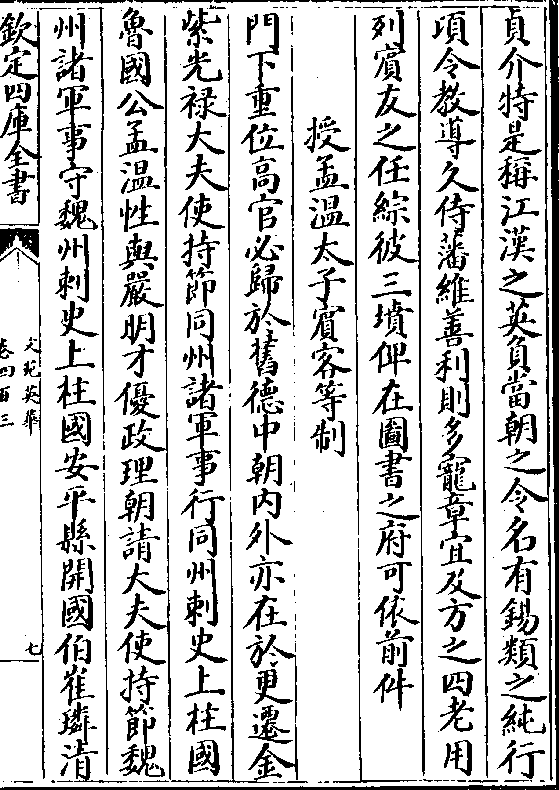 貞介特是稱江漢之英負當朝之令名有錫類之純行
項令教導久侍藩維善利則多寵章宜及方之四老用
列賓友之任綜彼三墳俾在圖書之府可依前件
授孟温太子賓客等制
門下重位高官必歸於舊德中朝内外亦在於更遷金
紫光禄大夫使持節同州諸軍事行同州刺史上柱國
魯國公孟温性與嚴明才優政理朝請大夫使持節魏
州諸軍事守魏州刺史上柱國安平縣開國伯崔璘清
欽定四庫全書
文苑英華
卷四百三
七